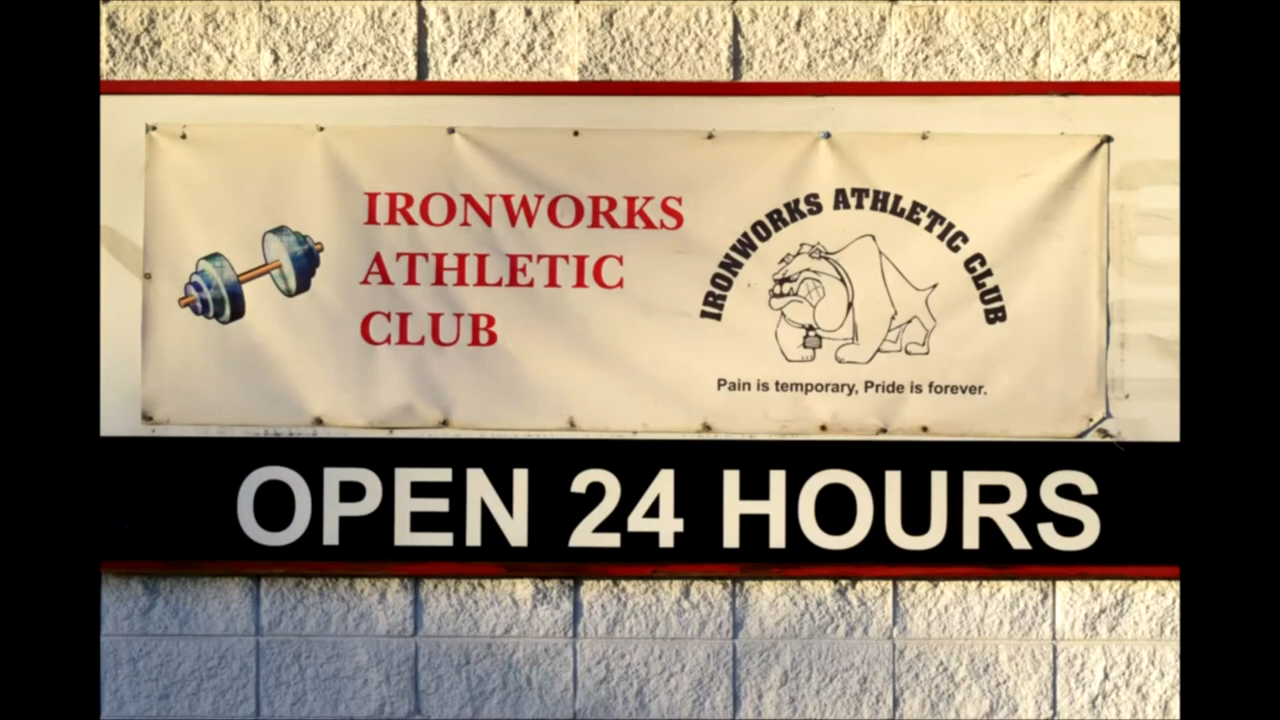 IRONWORKS
ATHLETIC
CLUB
IRONWORKS ATHLETIC CLUB
Pain is temporary, Pride is forever.
OPEN 24 HOURS